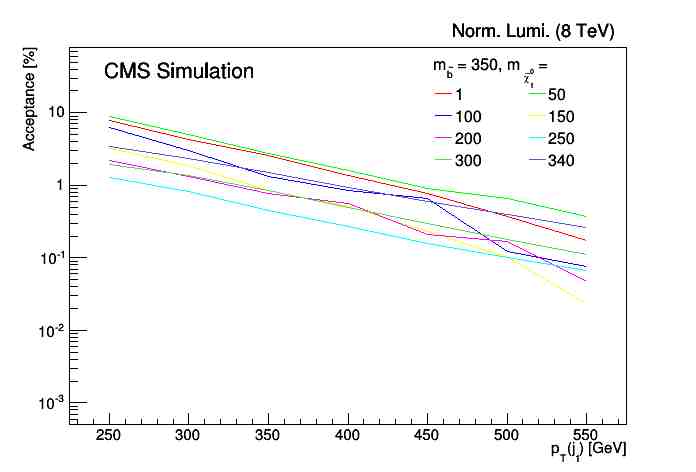 Norm. Lumi. (8 TeV)
CMS Simulation
m_b̃ = 350, m_χ̃⁰₁ =
1 50
100 150
200 250
300 340
Acceptance [%]
10
1
10⁻¹
10⁻²
10⁻³
250 300 350 400 450 500 550
p_T(j_1) [GeV]